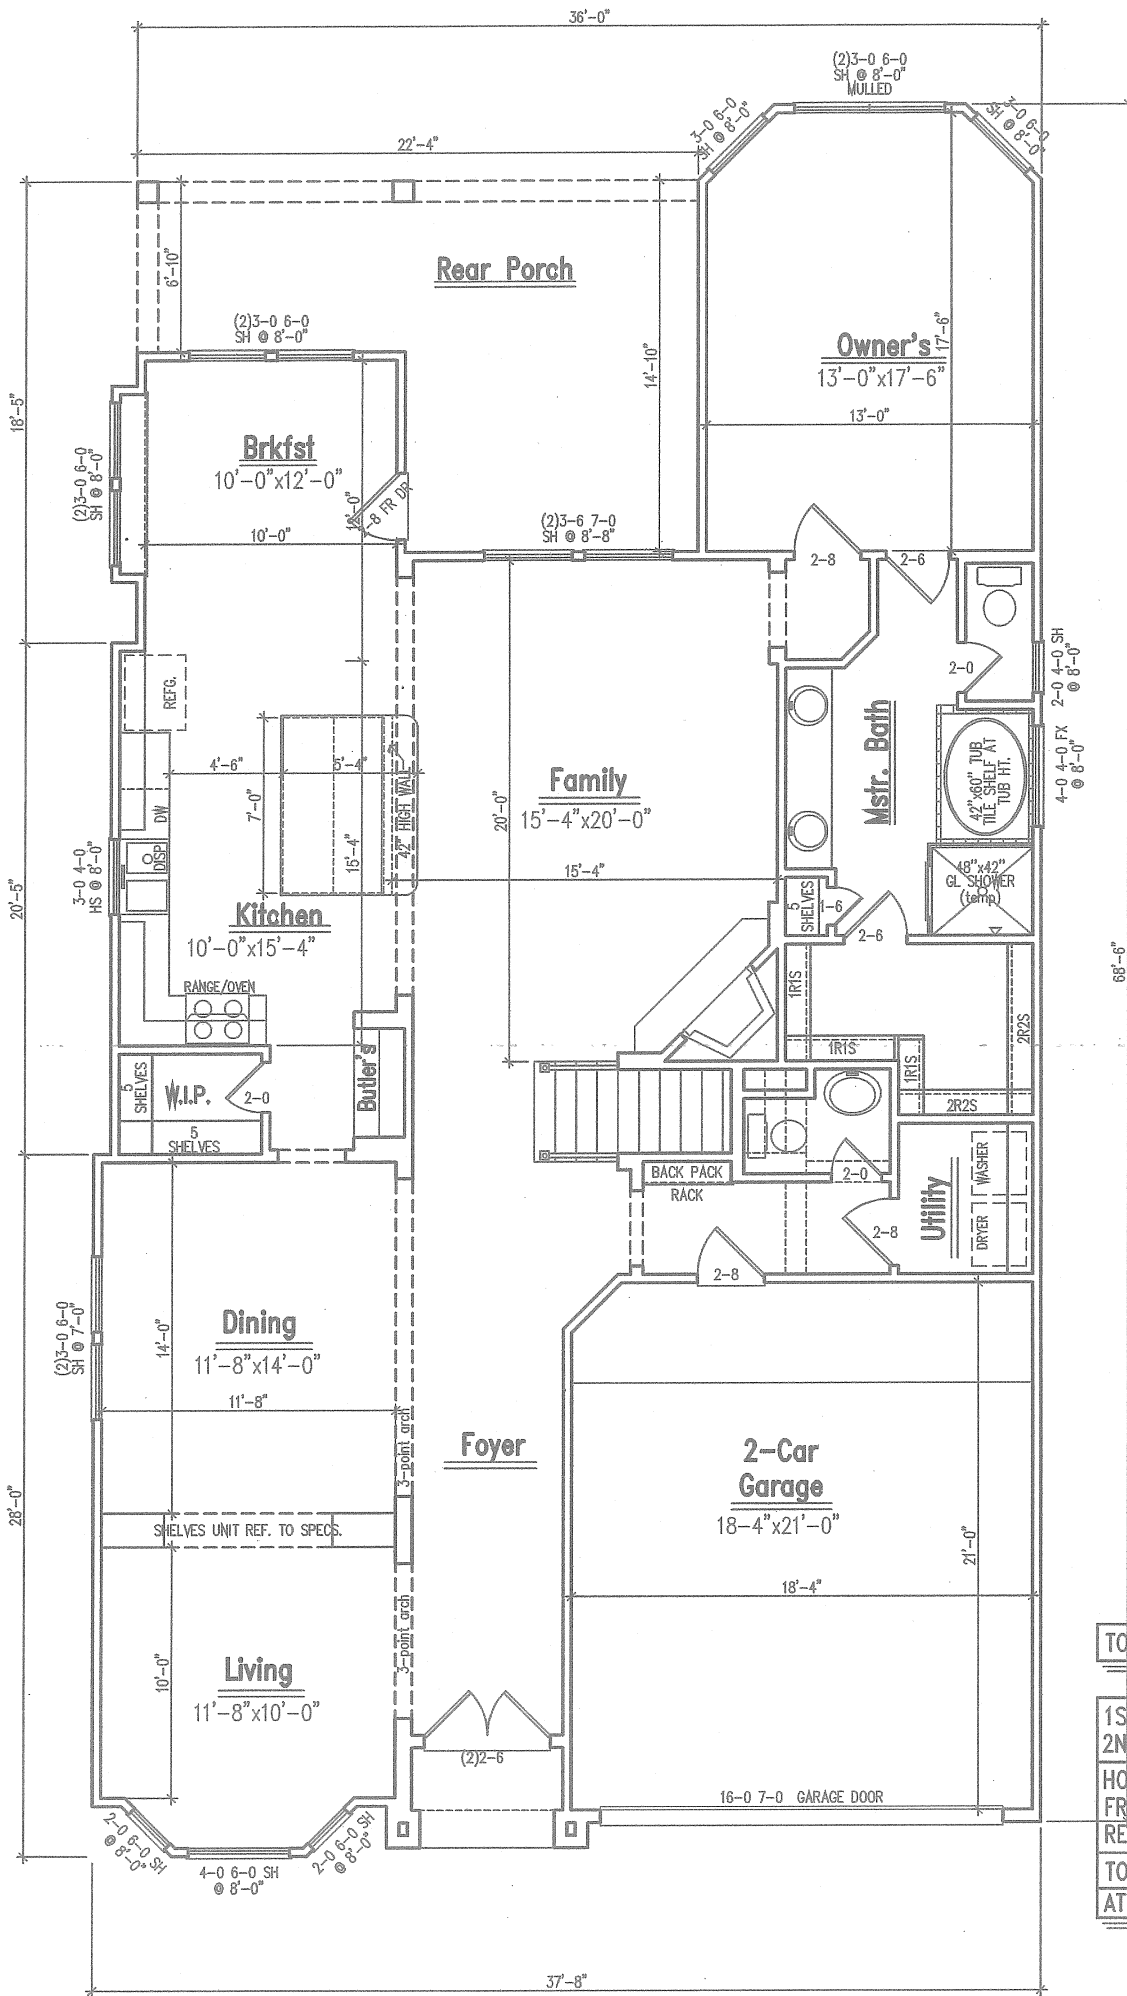 36'-0"
(2)3-0 6-0
SH @ 8'-0"
MULLED
3-0 6-0
SH @ 8'-0"
3-0 6-0
SH @ 8'-0"
22'-4"
6'-10"
Rear Porch
14'-10"
17'-6"
Owner's
13'-0"x17'-6"
13'-0"
(2)3-0 6-0
SH @ 8'-0"
18'-5"
Brkfst
10'-0"x12'-0"
(2)3-0 6-0
SH @ 8'-0"
-8 FR DR
10'-0"
(2)3-6 7-0
SH @ 8'-8"
2-8
2-6
2-0
2-0 4-0 SH
@ 8'-0"
REFG.
Mstr. Bath
42"x60" TUB
TILE SHELF AT
TUB HT.
4-0 4-0 FX
@ 8'-0"
4'-6"
5'-4"
7'-0"
15'-4"
42" HIGH WALL
Family
15'-4"x20'-0"
20'-0"
15'-4"
DW
DISP
3-0 4-0
HS @ 8'-0"
20'-5"
48"x42"
GL SHOWER
(temp)
5
SHELVES
1-6
2-6
Kitchen
10'-0"x15'-4"
RANGE/OVEN
68'-6"
1R1S
1R1S
1R1S
2R2S
2R2S
5
SHELVES
W.I.P.
2-0
5
SHELVES
Butler's
BACK PACK
RACK
2-0
2-8
2-8
Utility
WASHER
DRYER
(2)3-0 6-0
SH @ 7'-0"
14'-0"
Dining
11'-8"x14'-0"
11'-8"
3-point arch
Foyer
2-Car
Garage
18-4"x21'-0"
21'-0"
18'-4"
28'-0"
SHELVES UNIT REF. TO SPECS.
3-point arch
10'-0"
Living
11'-8"x10'-0"
(2)2-6
16-0 7-0 GARAGE DOOR
2-0 6-0 SH
@ 8'-0"
4-0 6-0 SH
@ 8'-0"
2-0 6-0 SH
@ 8'-0"
37'-8"
TO
1S
2N
HO
FR
RE
TO
AT